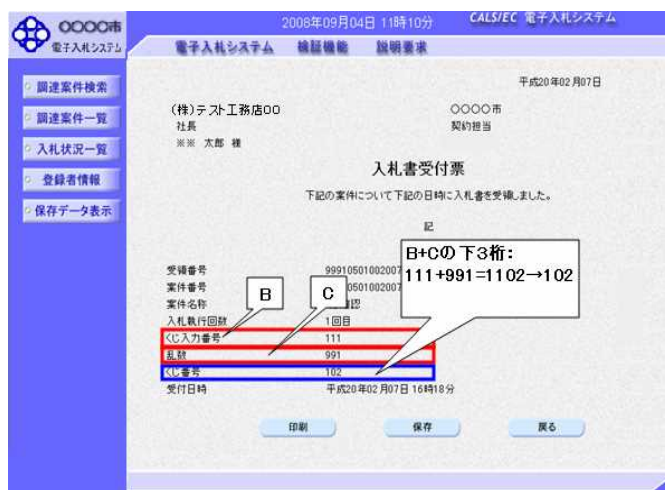 ○○○○市
電子入札システム
2008年09月04日 11時10分
CALS/EC 電子入札システム
電子入札システム 検証機能 説明要求
調達案件検索
調達案件一覧
入札状況一覧
登録者情報
保存データ表示
平成20年02月07日
(株)テスト工務店○○
社長
※※ 太郎 様
○○○○市
契約担当
入札書受付票
下記の案件について下記の日時に入札書を受領しました。
記
受領番号 99910501002007
案件番号 0501002007
案件名称
入札執行回数 1回目
くじ入力番号 111
乱数 991
くじ番号 102
受付日時 平成20年02月07日 16時18分
B
C
B+Cの下3桁:
111+991=1102→102
印刷 保存 戻る